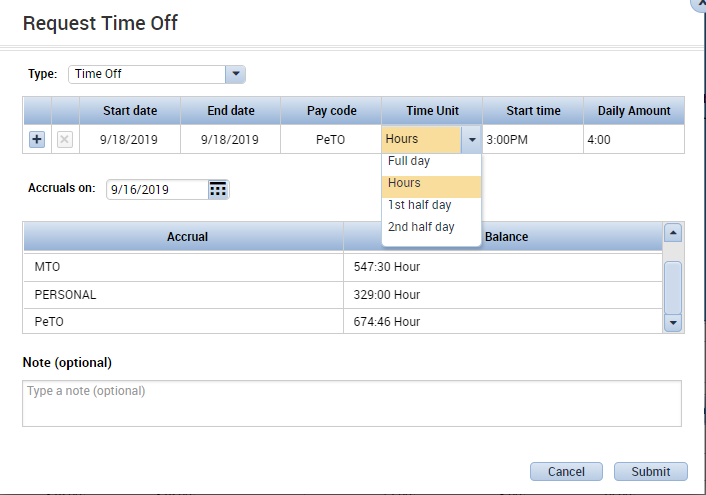 Request Time Off
Type: Time Off
Start date End date Pay code Time Unit Start time Daily Amount
9/18/2019 9/18/2019 PeTO Hours 3:00PM 4:00
Full day
Hours
1st half day
2nd half day
Accruals on: 9/16/2019
Accrual Balance
MTO 547:30 Hour
PERSONAL 329:00 Hour
PeTO 674:46 Hour
Note (optional)
Type a note (optional)
Cancel Submit